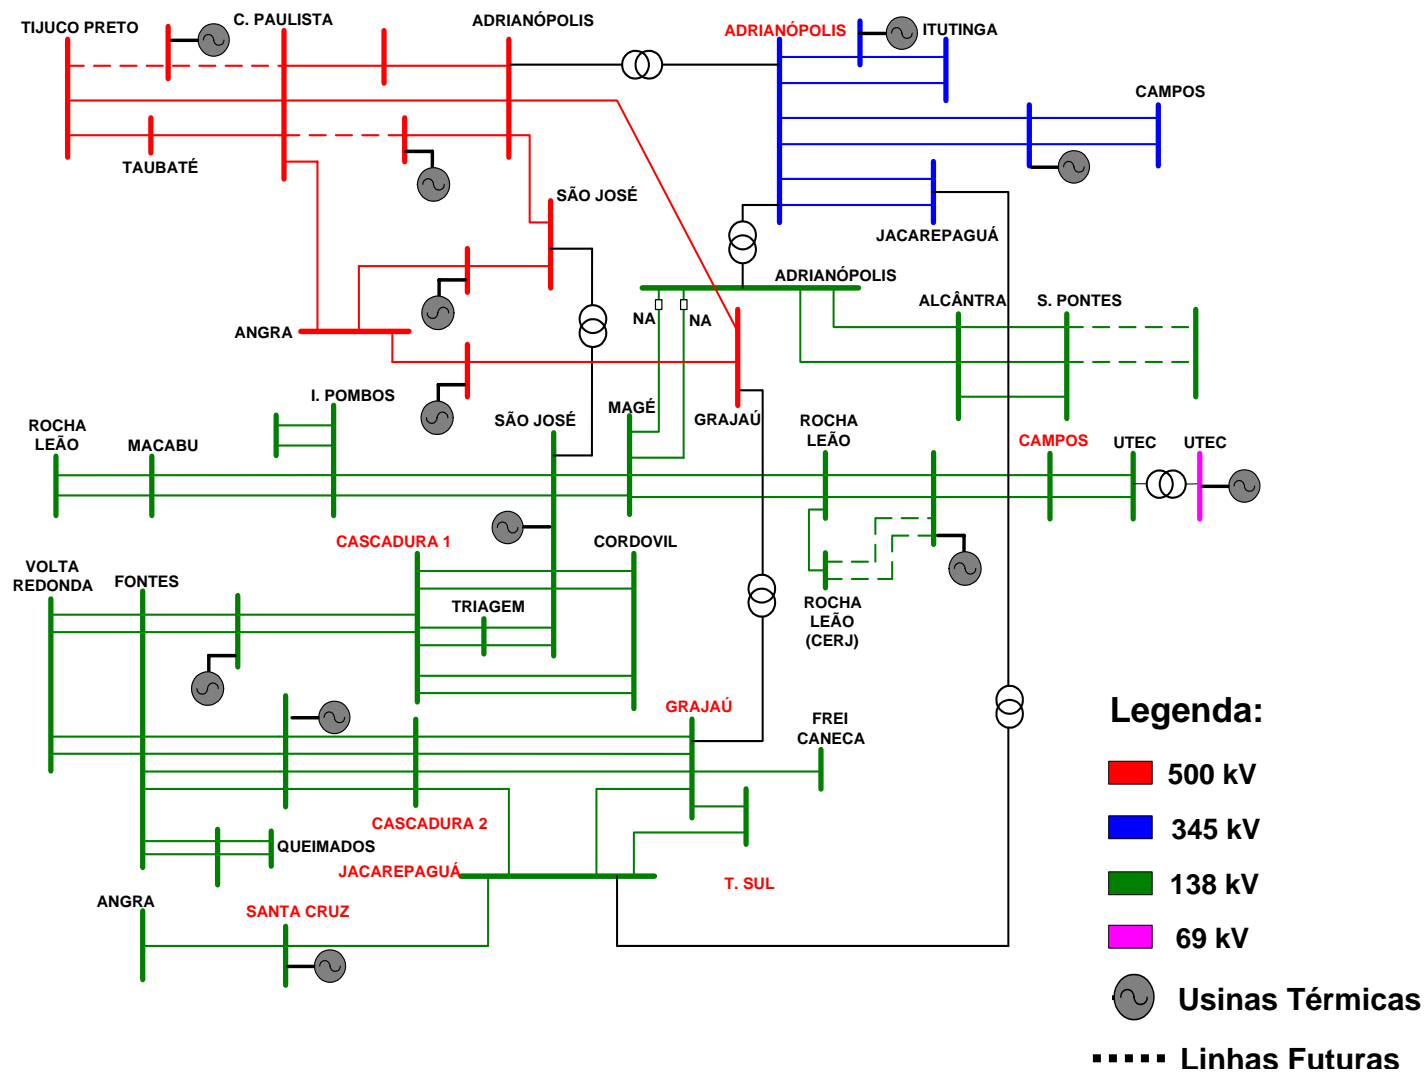 TIJUCO PRETO
C. PAULISTA
ADRIANÓPOLIS
ADRIANÓPOLIS
ITUTINGA
CAMPOS
TAUBATÉ
SÃO JOSÉ
JACAREPAGUÁ
ADRIANÓPOLIS
ALCÂNTRA
S. PONTES
NA
NA
ANGRA
I. POMBOS
SÃO JOSÉ
MAGÉ
GRAJAÚ
ROCHA
LEÃO
MACABU
ROCHA
LEÃO
CAMPOS
UTEC
UTEC
CASCADURA 1
CORDOVIL
VOLTA
REDONDA
FONTES
TRIAGEM
ROCHA
LEÃO
(CERJ)
GRAJAÚ
FREI
CANECA
CASCADURA 2
QUEIMADOS
JACAREPAGUÁ
T. SUL
ANGRA
SANTA CRUZ
Legenda:
500 kV
345 kV
138 kV
69 kV
Usinas Térmicas
Linhas Futuras